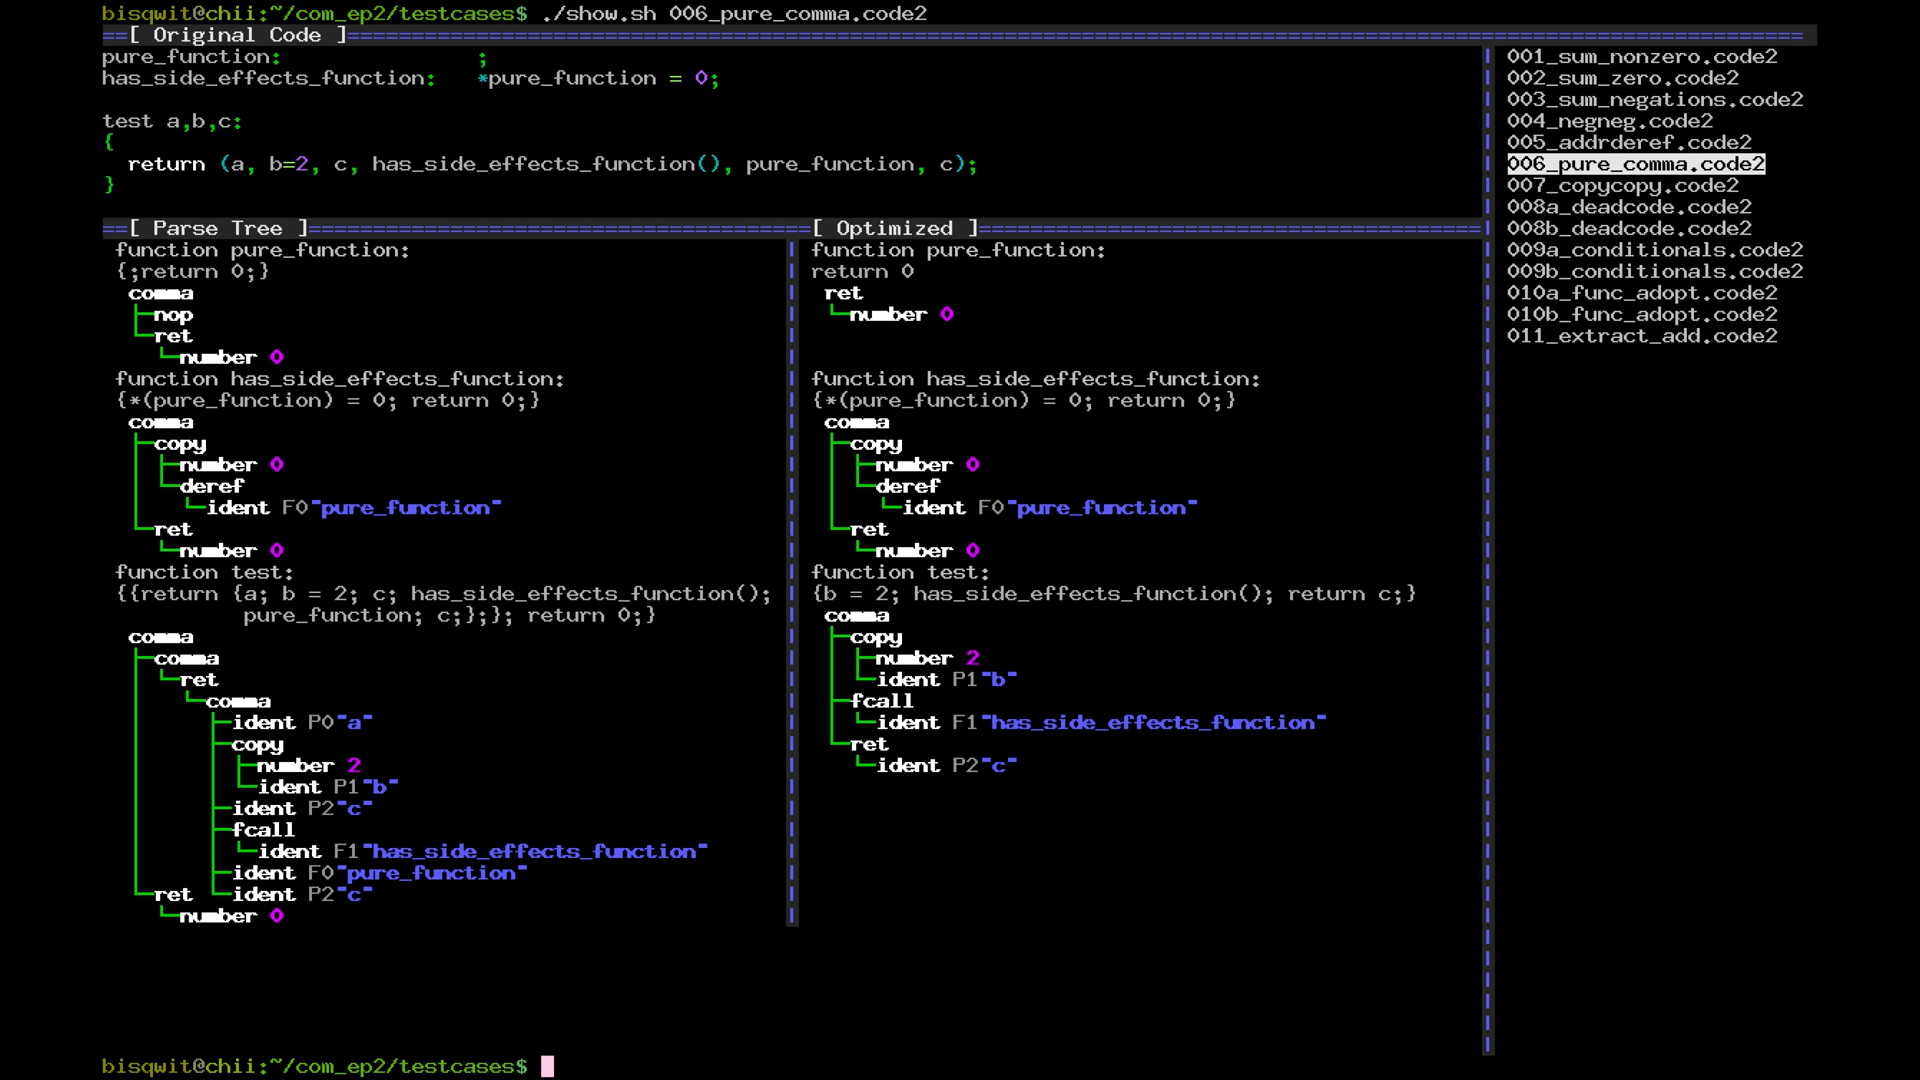 bisqwit@chii:~/com_ep2/testcases$ ./show.sh 006_pure_comma.code2
==[ Original Code ]==
pure_function:    ;
has_side_effects_function:   *pure_function = 0;
test a,b,c:
{
return (a, b=2, c, has_side_effects_function(), pure_function, c);
}
==[ Parse Tree ]==
function pure_function:
{;return 0;}
comma
nop
ret
number 0
function has_side_effects_function:
{*(pure_function) = 0; return 0;}
comma
copy
number 0
deref
ident F0"pure_function"
ret
number 0
function test:
{{return {a; b = 2; c; has_side_effects_function();
pure_function; c;};}; return 0;}
comma
comma
ret
comma
ident P0"a"
copy
number 2
ident P1"b"
ident P2"c"
fcall
ident F1"has_side_effects_function"
ident F0"pure_function"
ret ident P2"c"
number 0
[ Optimized ]==
function pure_function:
return 0
ret
number 0
function has_side_effects_function:
{*(pure_function) = 0; return 0;}
comma
copy
number 0
deref
ident F0"pure_function"
ret
number 0
function test:
{b = 2; has_side_effects_function(); return c;}
comma
copy
number 2
ident P1"b"
fcall
ident F1"has_side_effects_function"
ret
ident P2"c"
001_sum_nonzero.code2
002_sum_zero.code2
003_sum_negations.code2
004_negneg.code2
005_addrderef.code2
006_pure_comma.code2
007_copycopy.code2
008a_deadcode.code2
008b_deadcode.code2
009a_conditionals.code2
009b_conditionals.code2
010a_func_adopt.code2
010b_func_adopt.code2
011_extract_add.code2
bisqwit@chii:~/com_ep2/testcases$